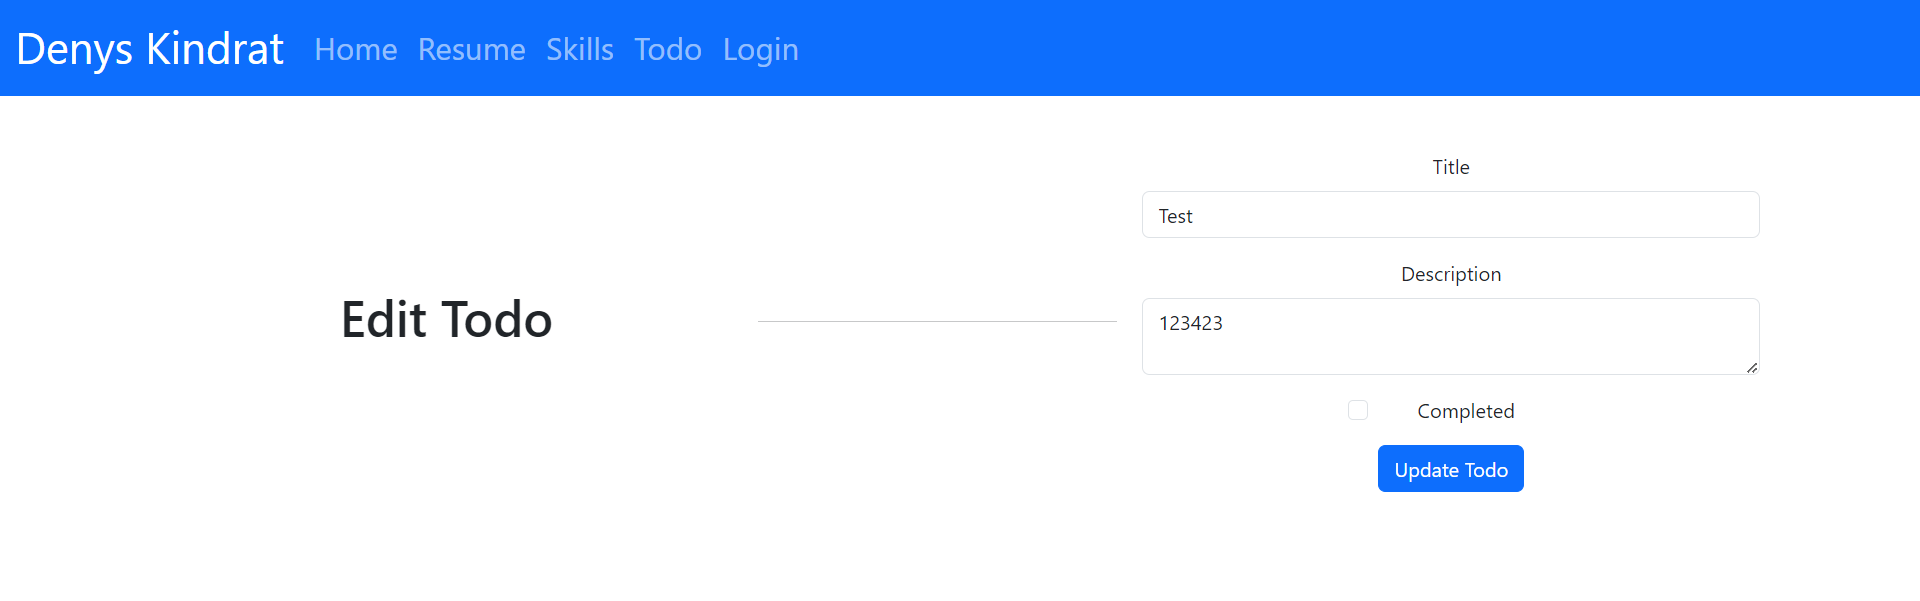 Denys Kindrat Home Resume Skills Todo Login
Edit Todo
Title
Test
Description
123423
Completed
Update Todo